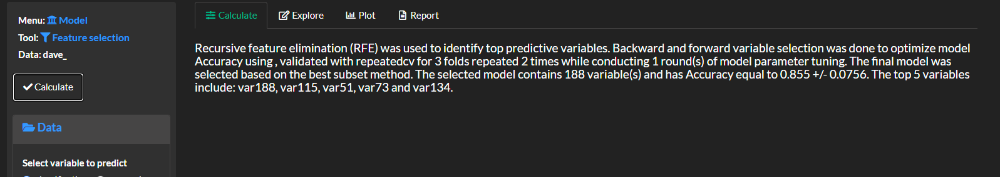 Menu: Model
Tool: Feature selection
Data: dave_
Calculate
Data
Select variable to predict
Calculate Explore Plot Report
Recursive feature elimination (RFE) was used to identify top predictive variables. Backward and forward variable selection was done to optimize model
Accuracy using , validated with repeatedcv for 3 folds repeated 2 times while conducting 1 round(s) of model parameter tuning. The final model was
selected based on the best subset method. The selected model contains 188 variable(s) and has Accuracy equal to 0.855 +/- 0.0756. The top 5 variables
include: var188, var115, var51, var73 and var134.